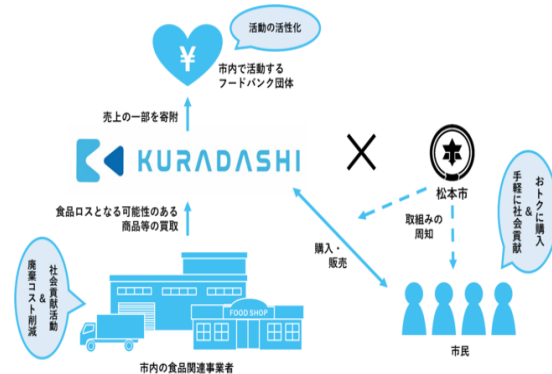 活動の活性化
¥
市内で活動する
フードバンク団体
売上の一部を寄附
KURADASHI
松本市
食品ロスとなる可能性のある
商品等の買取
取組みの
周知
おトクに購入
&
手軽に社会貢献
購入・
販売
社会貢献活動
&
廃棄コスト削減
FOOD SHOP
市内の食品関連事業者
市民